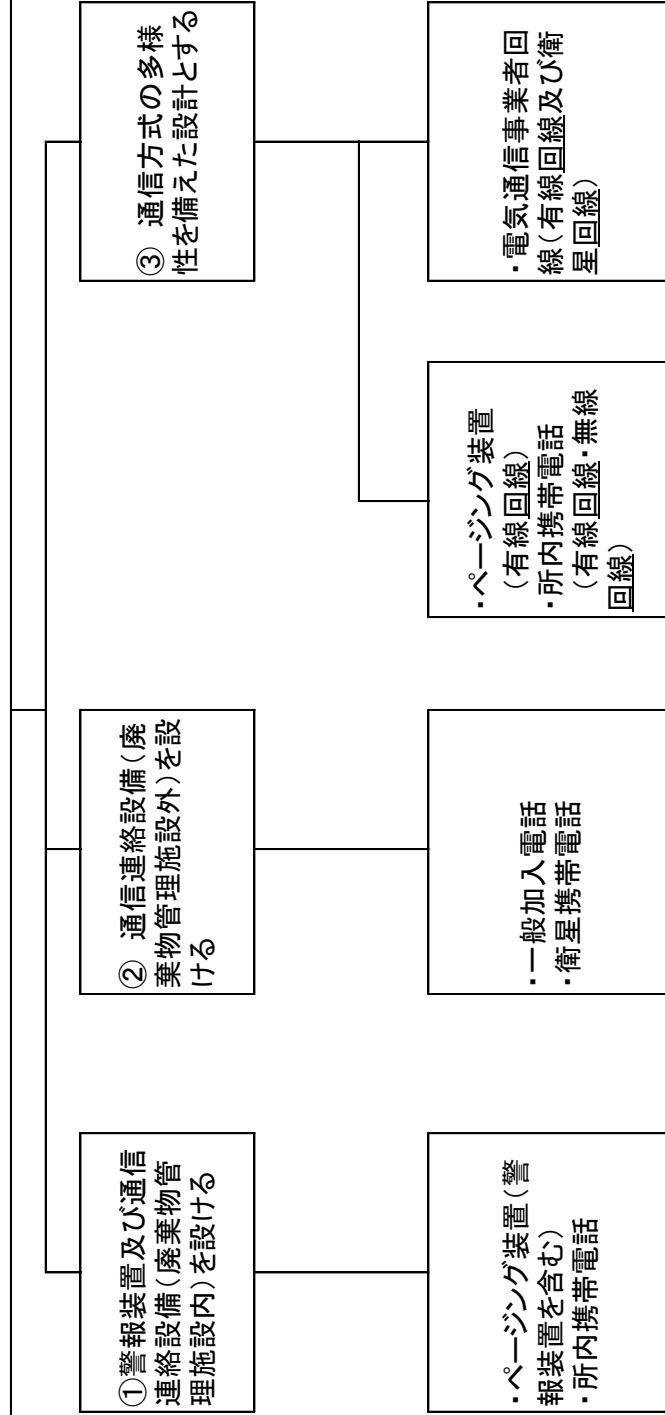 ①警報装置及び通信
連絡設備(廃棄物管
理施設内)を設ける
② 通信連絡設備(廃
棄物管理施設外)を設
ける
③ 通信方式の多様
性を備えた設計とする
・ページング装置(警
報装置を含む)
・所内携帯電話
・一般加入電話
・衛星携帯電話
・ページング装置
(有線回線)
・所内携帯電話
(有線回線・無線
回線)
・電気通信事業者回
線(有線回線及び衛
星回線)